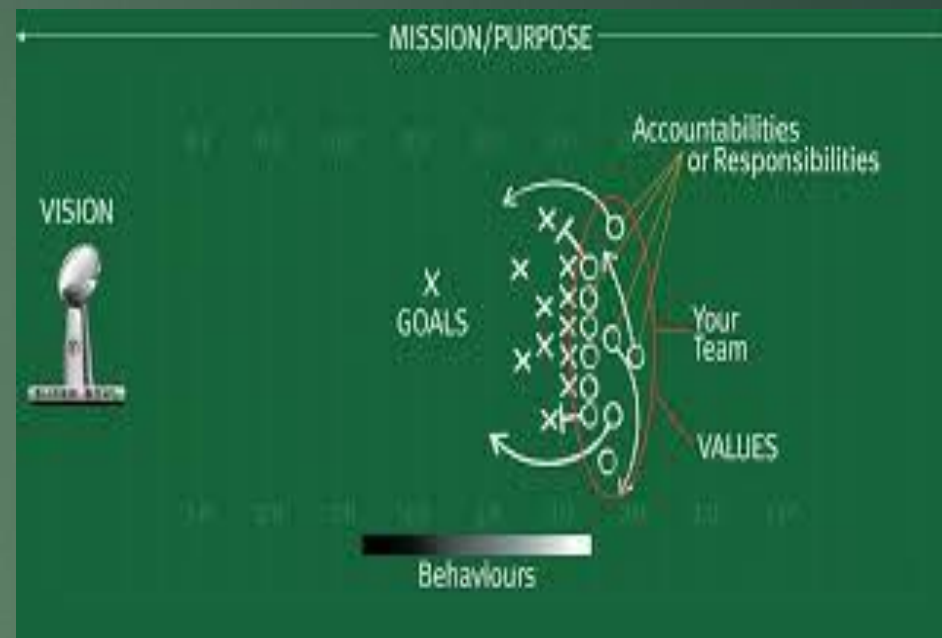 MISSION/PURPOSE
Accountabilities
or Responsibilities
VISION
X
GOALS
Your
Team
VALUES
Behaviours